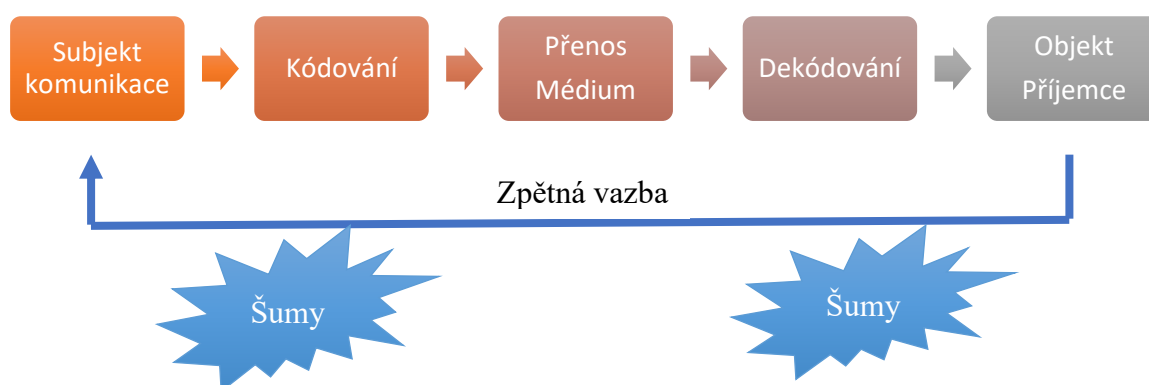 Subjekt
komunikace
Kódování
Přenos
Médium
Dekódování
Objekt
Příjemce
Zpětná vazba
Šumy
Šumy